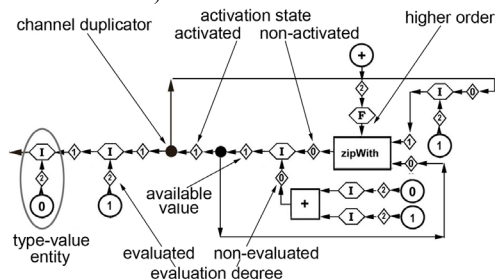 channel duplicator
activation state
activated non-activated
higher order
+
2
F
I
0
2
1
1
0
zipWith
I
1
I
1
1
1
I
0
2
2
0
1
0
+
I
2
0
I
2
1
available
value
type-value
entity
evaluated non-evaluated
evaluation degree